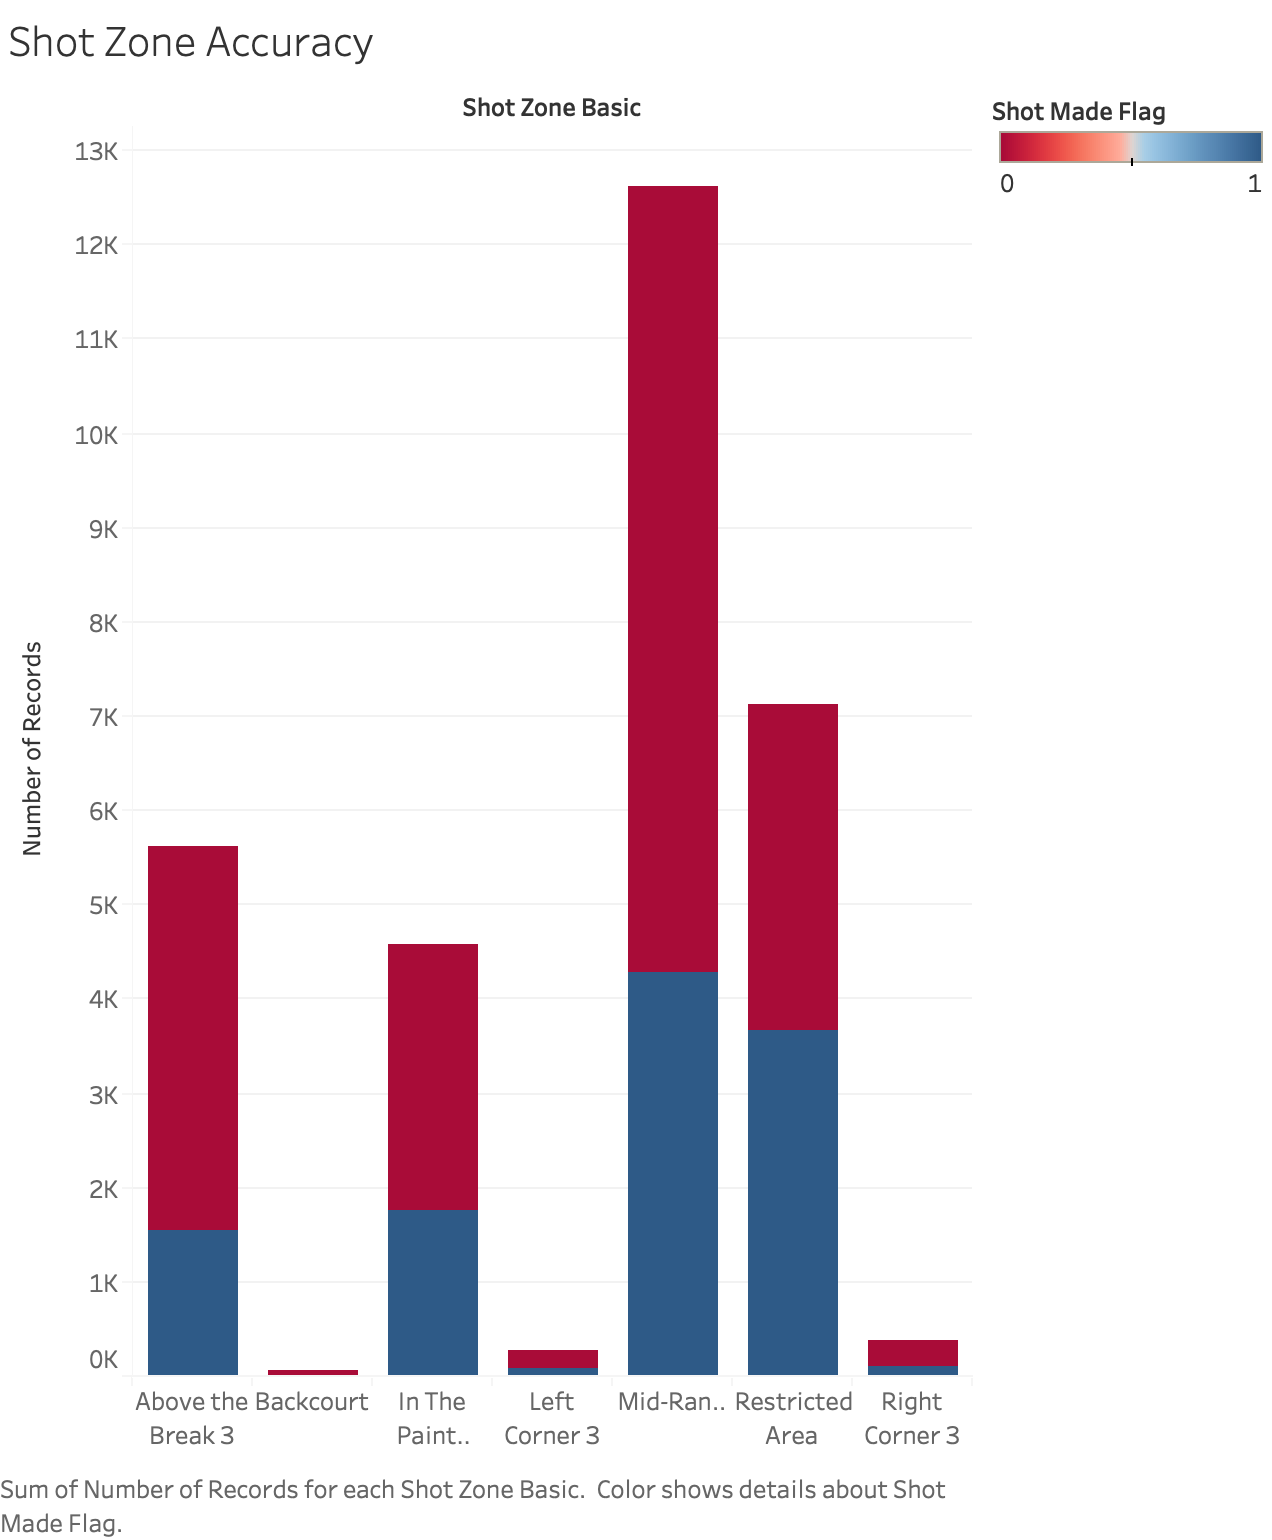 Shot Zone Accuracy
Shot Zone Basic
Shot Made Flag
0 1
13K
12K
11K
10K
9K
8K
7K
6K
5K
4K
3K
2K
1K
0K
Number of Records
Above the Break 3
Backcourt
In The Paint..
Left Corner 3
Mid-Ran..
Restricted Area
Right Corner 3
Sum of Number of Records for each Shot Zone Basic. Color shows details about Shot
Made Flag.